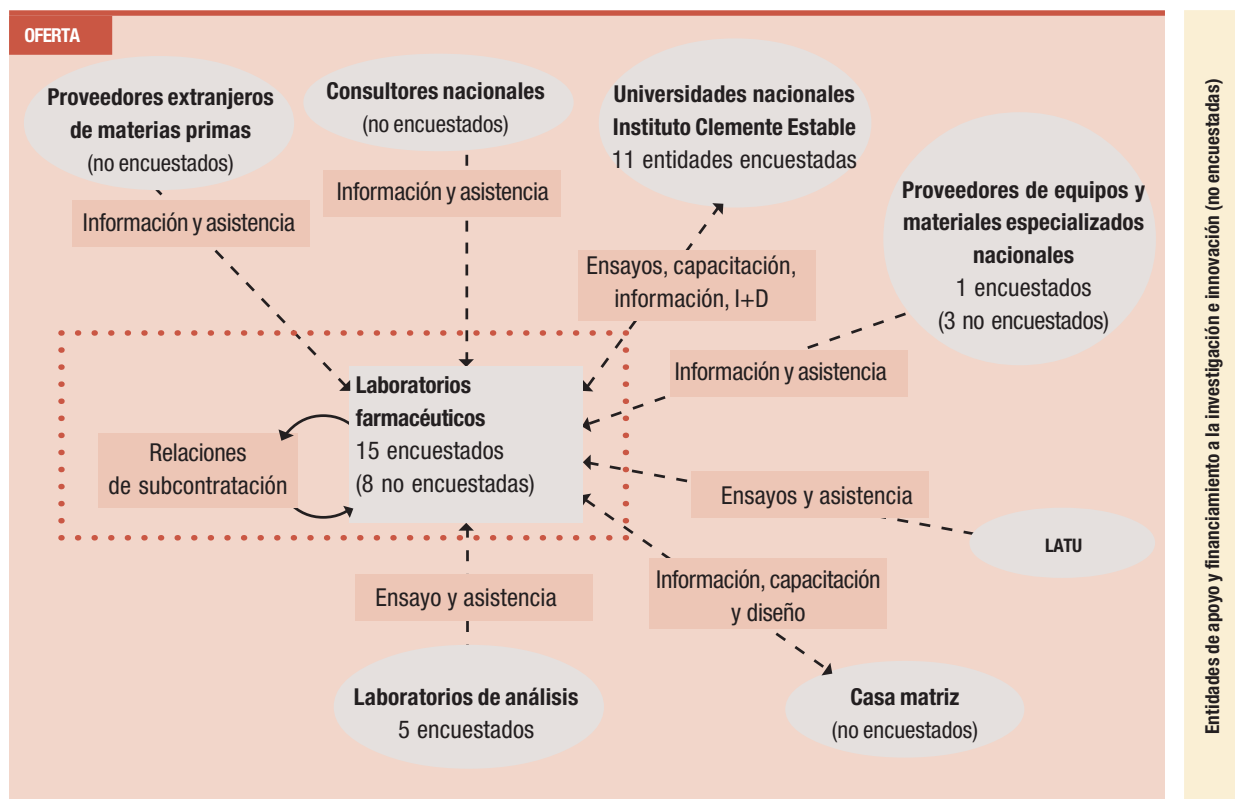 OFERTA
Proveedores extranjeros
de materias primas
(no encuestados)
Consultores nacionales
(no encuestados)
Universidades nacionales
Instituto Clemente Estable
11 entidades encuestadas
Proveedores de equipos y
materiales especializados
nacionales
1 encuestados
(3 no encuestados)
Información y asistencia
Información y asistencia
Ensayos, capacitación,
información, I+D
Información y asistencia
Laboratorios
farmacéuticos
15 encuestados
(8 no encuestadas)
Relaciones
de subcontratación
Ensayos y asistencia
LATU
Ensayo y asistencia
Información, capacitación
y diseño
Laboratorios de análisis
5 encuestados
Casa matriz
(no encuestados)
Entidades de apoyo y financiamiento a la investigación e innovación (no encuestadas)